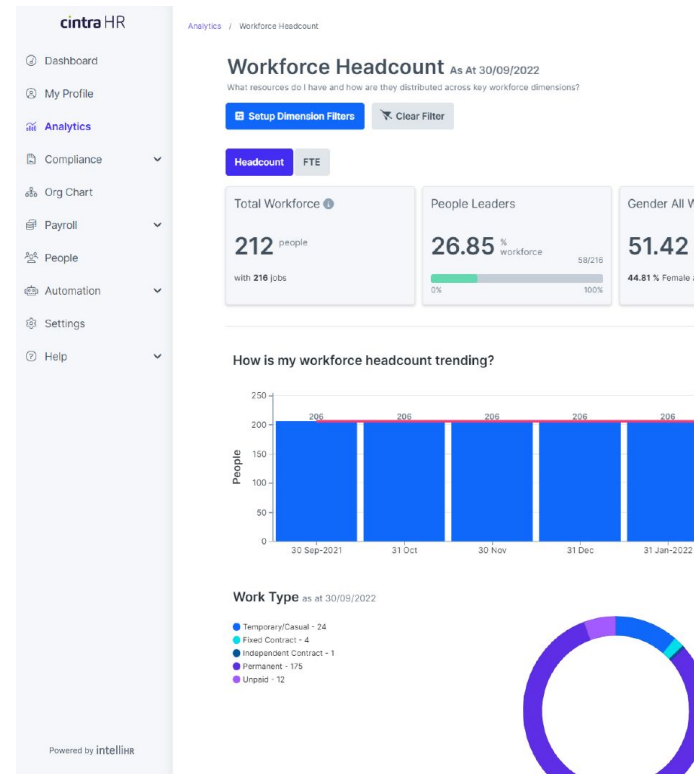 cintra HR
Dashboard
My Profile
Analytics
Compliance
Org Chart
Payroll
People
Automation
Settings
Help
Powered by intelliHR
Analytics / Workforce Headcount
Workforce Headcount As At 30/09/2022
What resources do I have and how are they distributed across key workforce dimensions?
Setup Dimension Filters Clear Filter
Headcount FTE
Total Workforce
212 people
with 216 jobs
People Leaders
26.85 % workforce
58/216
0% 100%
Gender All W
51.42
44.81 % Female a
How is my workforce headcount trending?
People
250
200
150
100
50
0
206 206 206 206 206
30 Sep-2021 31 Oct 30 Nov 31 Dec 31 Jan-2022
Work Type as at 30/09/2022
Temporary/Casual - 24
Fixed Contract - 4
Independent Contract - 1
Permanent - 175
Unpaid - 12